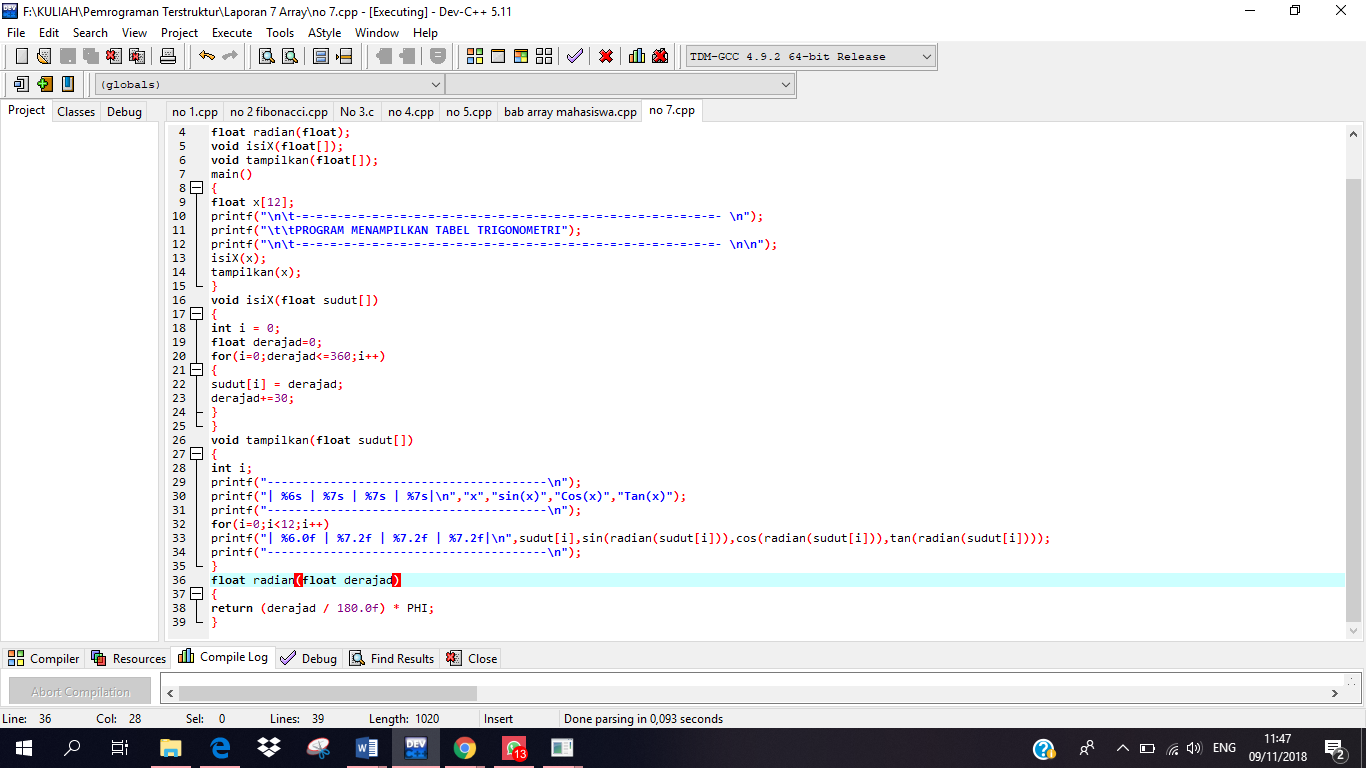 F:\KULIAH\Pemrograman Terstruktur\Laporan 7 Array\no 7.cpp - [Executing] - Dev-C++ 5.11
File Edit Search View Project Execute Tools AStyle Window Help
TDM-GCC 4.9.2 64-bit Release
(globals)
Project Classes Debug no 1.cpp no 2 fibonacci.cpp No 3.c no 4.cpp no 5.cpp bab array mahasiswa.cpp no 7.cpp
4 float radian(float);
5 void isiX(float[]);
6 void tampilkan(float[]);
7 main()
8 {
9 float x[12];
10 printf("\n\t-=-=-=-=-=-=-=-=-=-=-=-=-=-=-=-=-=-=-=-=-=-=-=-=-=-=-=-=-=-=- \n");
11 printf("\t\tPROGRAM MENAMPILKAN TABEL TRIGONOMETRI");
12 printf("\n\t-=-=-=-=-=-=-=-=-=-=-=-=-=-=-=-=-=-=-=-=-=-=-=-=-=-=-=-=-=-=- \n\n");
13 isiX(x);
14 tampilkan(x);
15 }
16 void isiX(float sudut[])
17 {
18 int i = 0;
19 float derajad=0;
20 for(i=0;derajad<=360;i++)
21 {
22 sudut[i] = derajad;
23 derajad+=30;
24 }
25 }
26 void tampilkan(float sudut[])
27 {
28 int i;
29 printf("----------------------------------------\n");
30 printf("| %6s | %7s | %7s | %7s|\n","x","sin(x)","Cos(x)","Tan(x)");
31 printf("----------------------------------------\n");
32 for(i=0;i<12;i++)
33 printf("| %6.0f | %7.2f | %7.2f | %7.2f|\n",sudut[i],sin(radian(sudut[i])),cos(radian(sudut[i])),tan(radian(sudut[i])));
34 printf("----------------------------------------\n");
35 }
36 float radian(float derajad)
37 {
38 return (derajad / 180.0f) * PHI;
39 }
Compiler Resources Compile Log Debug Find Results Close
Abort Compilation
Line: 36 Col: 28 Sel: 0 Lines: 39 Length: 1020 Insert Done parsing in 0,093 seconds
DEV
13
ENG
11:47
09/11/2018
2